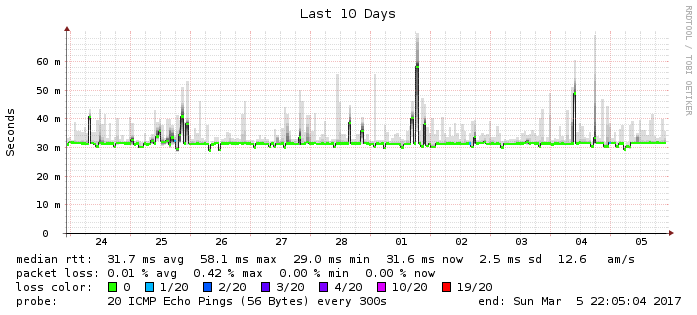 Last 10 Days
RRDTOOL / TOBI OETIKER
Seconds
60 m
50 m
40 m
30 m
20 m
10 m
0
24 25 26 27 28 01 02 03 04 05
median rtt: 31.7 ms avg 58.1 ms max 29.0 ms min 31.6 ms now 2.5 ms sd 12.6 am/s
packet loss: 0.01 % avg 0.42 % max 0.00 % min 0.00 % now
loss color: 0 1/20 2/20 3/20 4/20 10/20 19/20
probe: 20 ICMP Echo Pings (56 Bytes) every 300s end: Sun Mar 5 22:05:04 2017